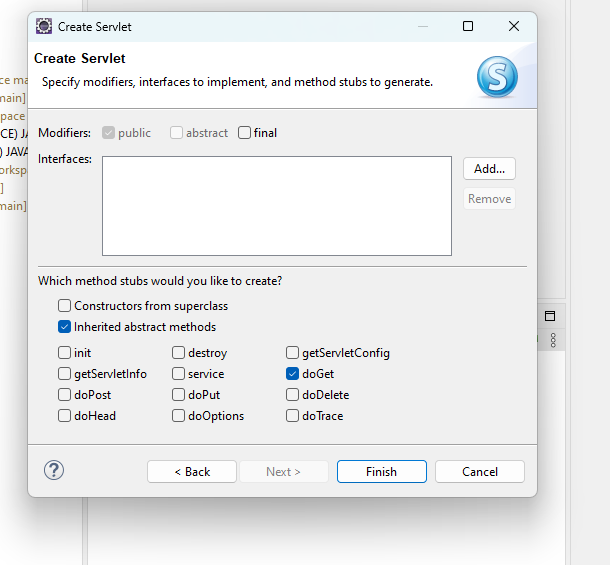 Create Servlet
Create Servlet
Specify modifiers, interfaces to implement, and method stubs to generate.
S
Modifiers: public abstract final
Interfaces:
Add...
Remove
Which method stubs would you like to create?
Constructors from superclass
Inherited abstract methods
init destroy getServletConfig
getServletInfo service doGet
doPost doPut doDelete
doHead doOptions doTrace
? < Back Next > Finish Cancel
ce ma
main]
pace
CE) JA
) JAVA
orksp
]
main]